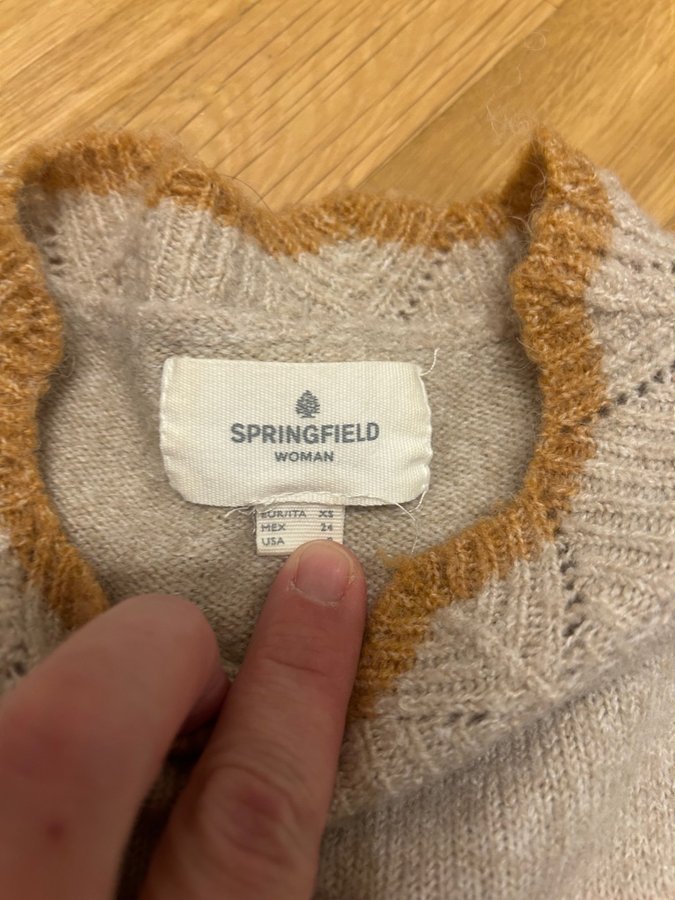 SPRINGFIELD
WOMAN
EUR/ITA XS
MEX 24
USA